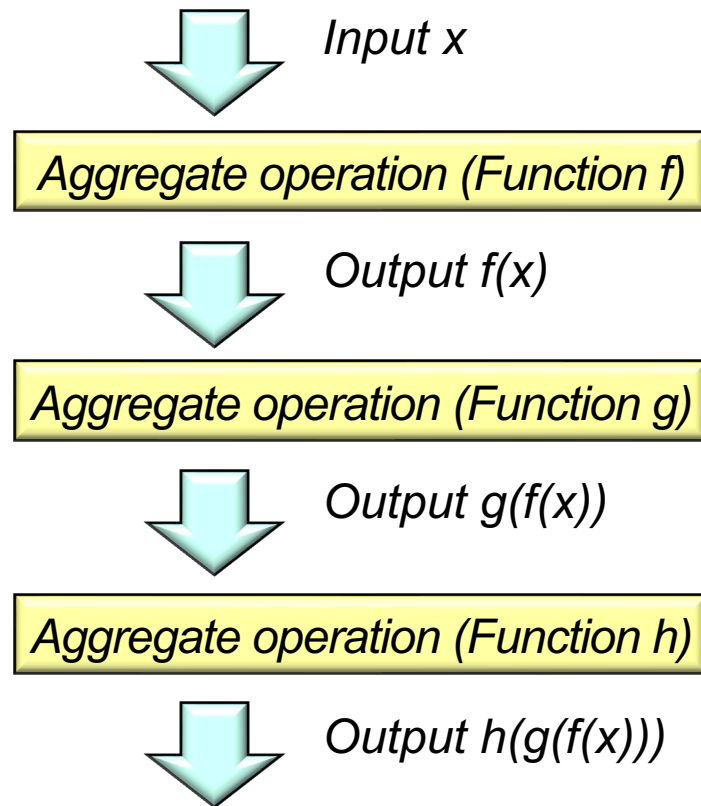 Input x
Aggregate operation (Function f)
Output f(x)
Aggregate operation (Function g)
Output g(f(x))
Aggregate operation (Function h)
Output h(g(f(x)))